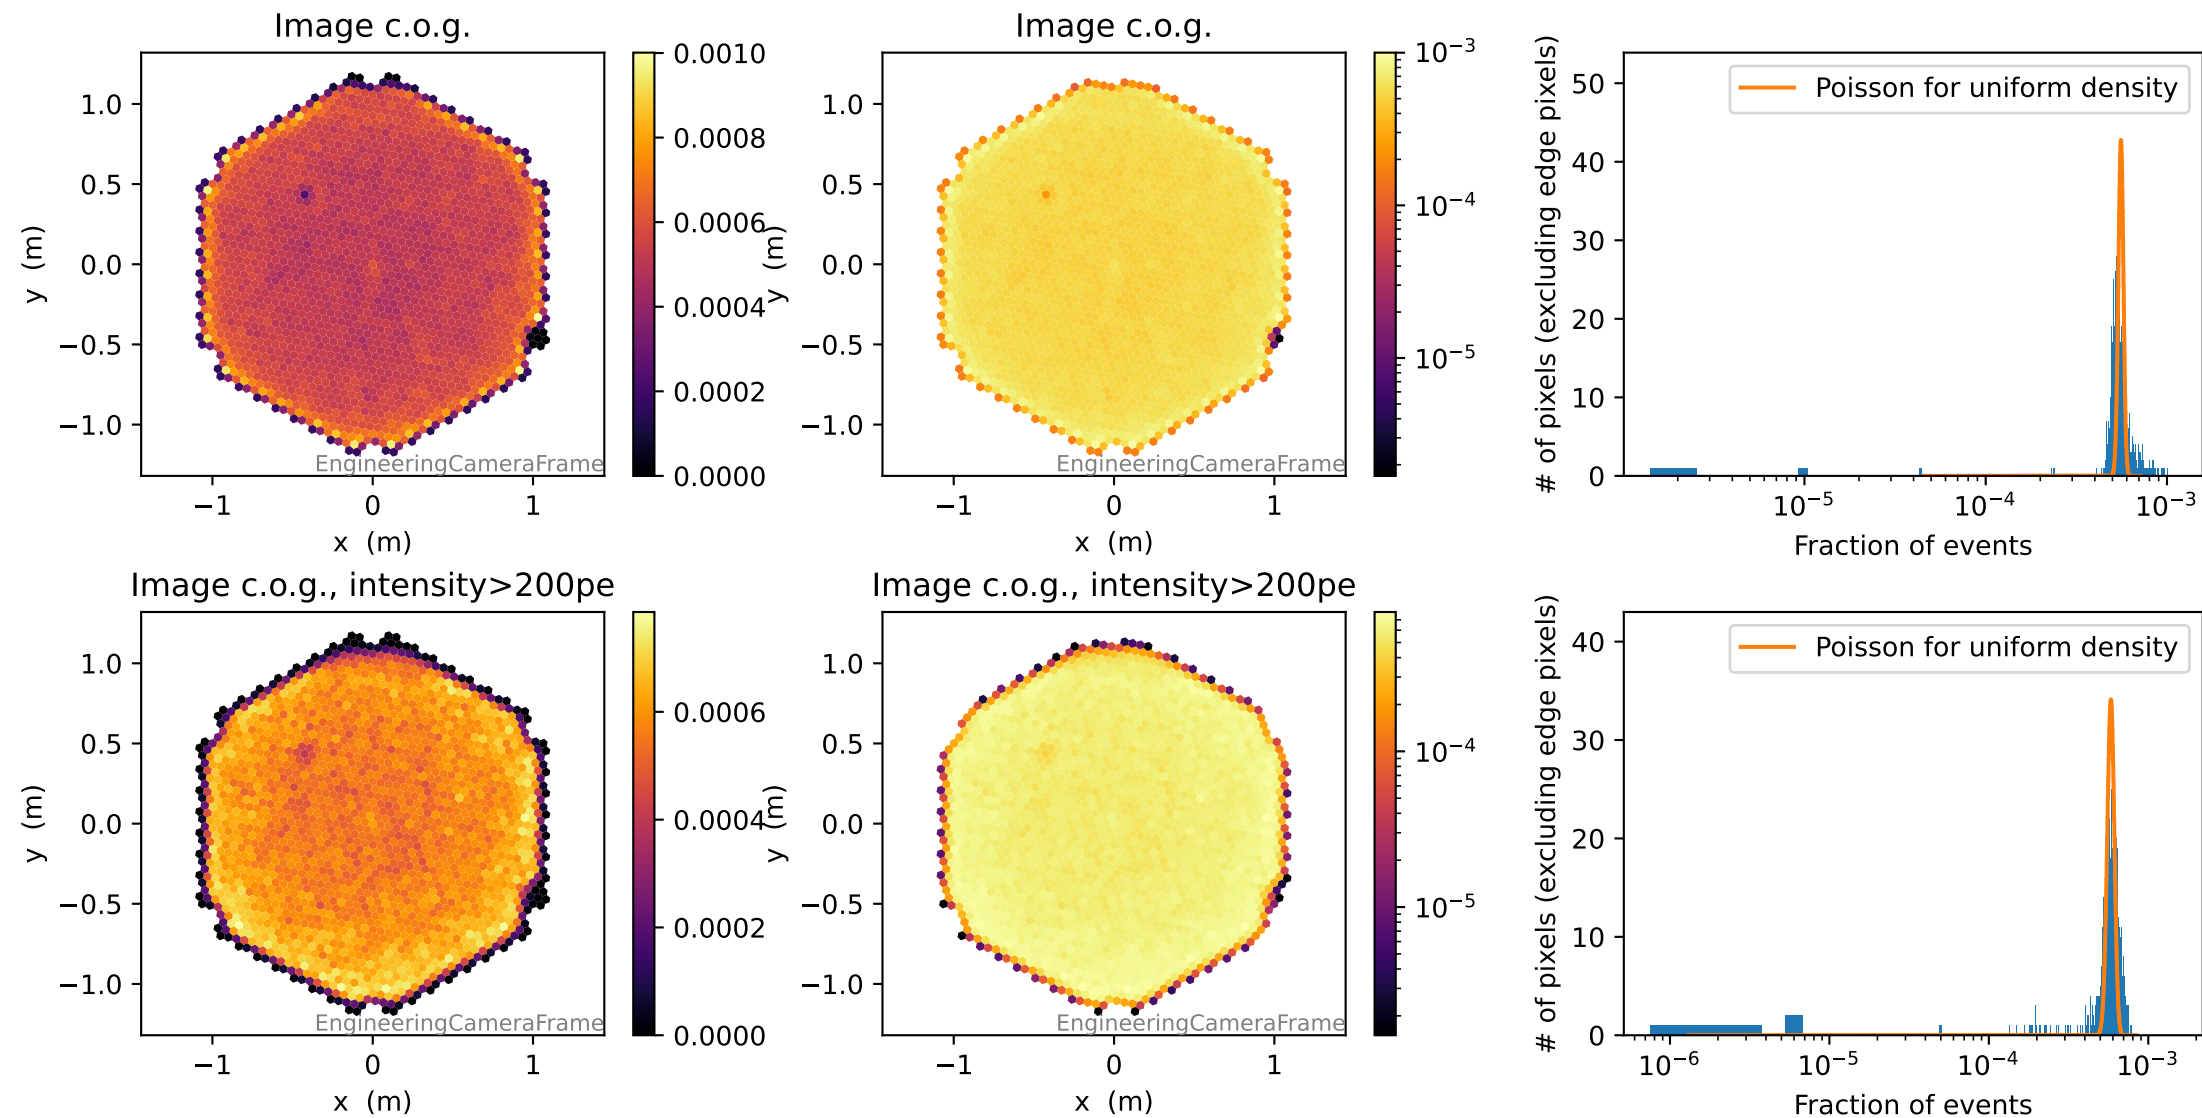 Image c.o.g.
1.0
0.5
0.0
−0.5
−1.0
y (m)
−1 0 1
x (m)
EngineeringCameraFrame
0.0010
0.0008
0.0006
0.0004
0.0002
0.0000
Image c.o.g.
1.0
0.5
0.0
−0.5
−1.0
y (m)
−1 0 1
x (m)
EngineeringCameraFrame
10⁻³
10⁻⁴
10⁻⁵
Poisson for uniform density
50
40
30
20
10
0
# of pixels (excluding edge pixels)
10⁻⁵ 10⁻⁴ 10⁻³
Fraction of events
Image c.o.g., intensity>200pe
1.0
0.5
0.0
−0.5
−1.0
y (m)
−1 0 1
x (m)
EngineeringCameraFrame
0.0006
0.0004
0.0002
0.0000
Image c.o.g., intensity>200pe
1.0
0.5
0.0
−0.5
−1.0
y (m)
−1 0 1
x (m)
EngineeringCameraFrame
10⁻⁴
10⁻⁵
Poisson for uniform density
40
30
20
10
0
# of pixels (excluding edge pixels)
10⁻⁶ 10⁻⁵ 10⁻⁴ 10⁻³
Fraction of events